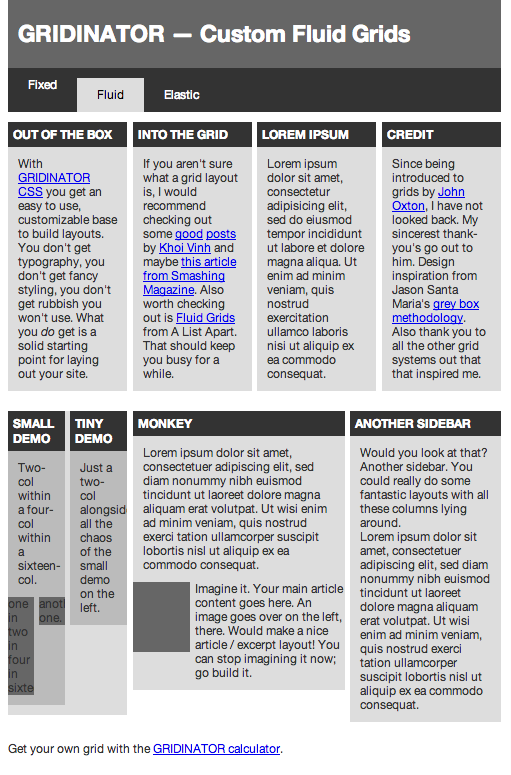 GRIDINATOR — Custom Fluid Grids
Fixed
Fluid
Elastic
OUT OF THE BOX
With
GRIDINATOR
CSS you get an
easy to use,
customizable base
to build layouts.
You don't get
typography, you
don't get fancy
styling, you don't
get rubbish you
won't use. What
you do get is a
solid starting
point for laying
out your site.
INTO THE GRID
If you aren't sure
what a grid layout
is, I would
recommend
checking out
some good posts
by Khoi Vinh and
maybe this article
from Smashing
Magazine. Also
worth checking
out is Fluid Grids
from A List Apart.
That should keep
you busy for a
while.
LOREM IPSUM
Lorem ipsum
dolor sit amet,
consectetur
adipisicing elit,
sed do eiusmod
tempor incididunt
ut labore et dolore
magna aliqua. Ut
enim ad minim
veniam, quis
nostrud
exercitation
ullamco laboris
nisi ut aliquip ex
ea commodo
consequat.
CREDIT
Since being
introduced to
grids by John
Oxton, I have not
looked back. My
sincerest thank-
you's go out to
him. Design
inspiration from
Jason Santa
Maria's grey box
methodology.
Also thank you to
all the other grid
systems out that
that inspired me.
SMALL
DEMO
Two-
col
within
a four-
col
within
a
sixteen-
col.
one
in
two
in
four
in
sixte
anoth
one.
TINY
DEMO
Just a
two-
col
alongside
all the
chaos
of the
small
demo
on the
left.
MONKEY
Lorem ipsum dolor sit amet,
consectetuer adipiscing elit, sed
diam nonummy nibh euismod
tincidunt ut laoreet dolore magna
aliquam erat volutpat. Ut wisi enim
ad minim veniam, quis nostrud
exerci tation ullamcorper suscipit
lobortis nisl ut aliquip ex ea
commodo consequat.
Imagine it. Your main article
content goes here. An
image goes over on the left,
there. Would make a nice
article / excerpt layout! You
can stop imagining it now;
go build it.
ANOTHER SIDEBAR
Would you look at that?
Another sidebar. You
could really do some
fantastic layouts with all
these columns lying
around.
Lorem ipsum dolor sit
amet, consectetuer
adipiscing elit, sed diam
nonummy nibh euismod
tincidunt ut laoreet
dolore magna aliquam
erat volutpat. Ut wisi
enim ad minim veniam,
quis nostrud exerci
tation ullamcorper
suscipit lobortis nisl ut
aliquip ex ea commodo
consequat.
Get your own grid with the GRIDINATOR calculator.